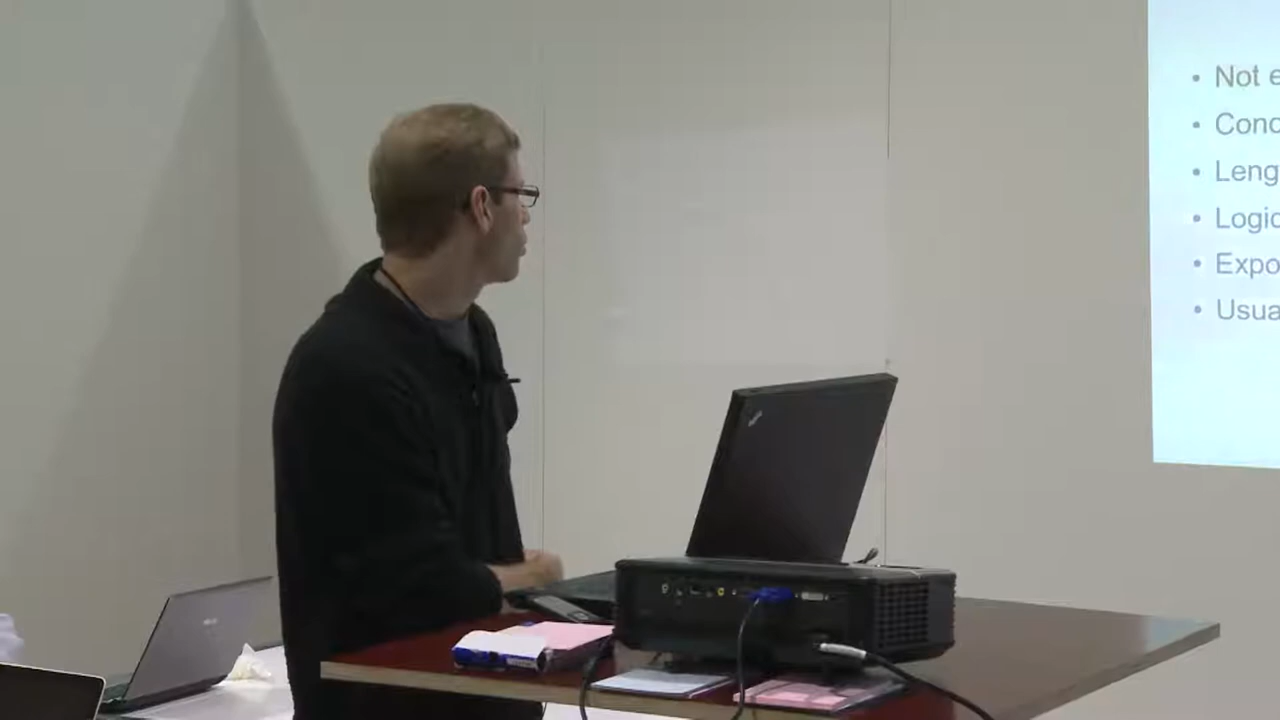 • Not e
• Conc
• Leng
• Logic
• Expo
• Usua